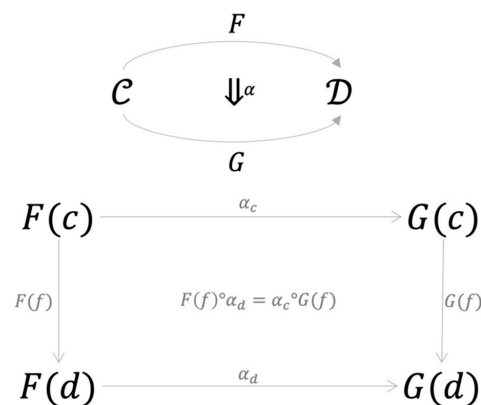 F
𝒞 ⇓α 𝒟
G
F(c) α_c G(c)
F(f) F(f)°α_d = α_c°G(f) G(f)
F(d) α_d G(d)